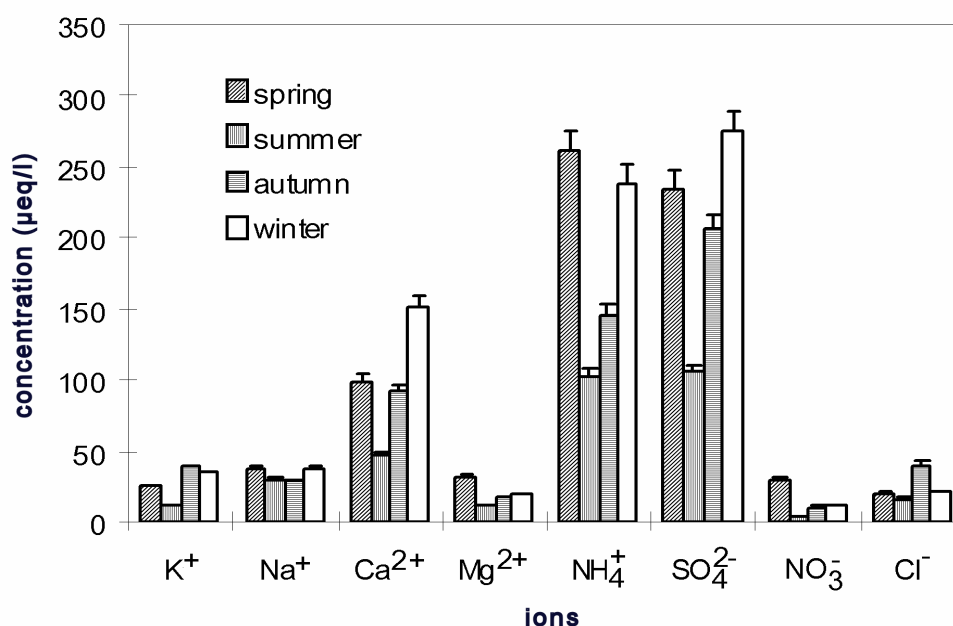 350
300
250
200
150
100
50
0
concentration (µeq/l)
spring
summer
autumn
winter
K⁺ Na⁺ Ca²⁺ Mg²⁺ NH₄⁺ SO₄²⁻ NO₃⁻ Cl⁻
ions